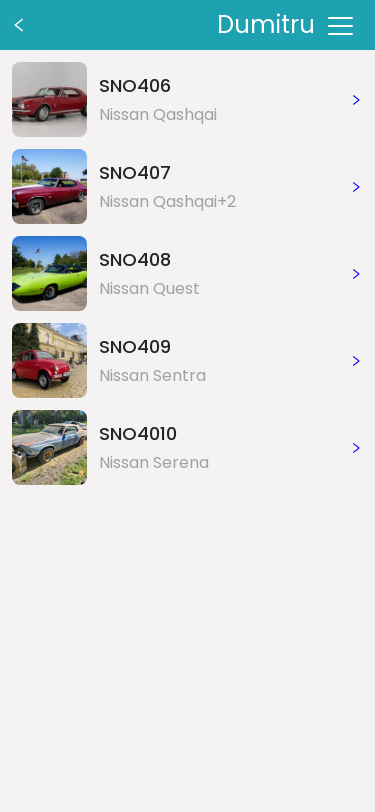 Dumitru
SNO406
Nissan Qashqai
SNO407
Nissan Qashqai+2
SNO408
Nissan Quest
SNO409
Nissan Sentra
SNO4010
Nissan Serena